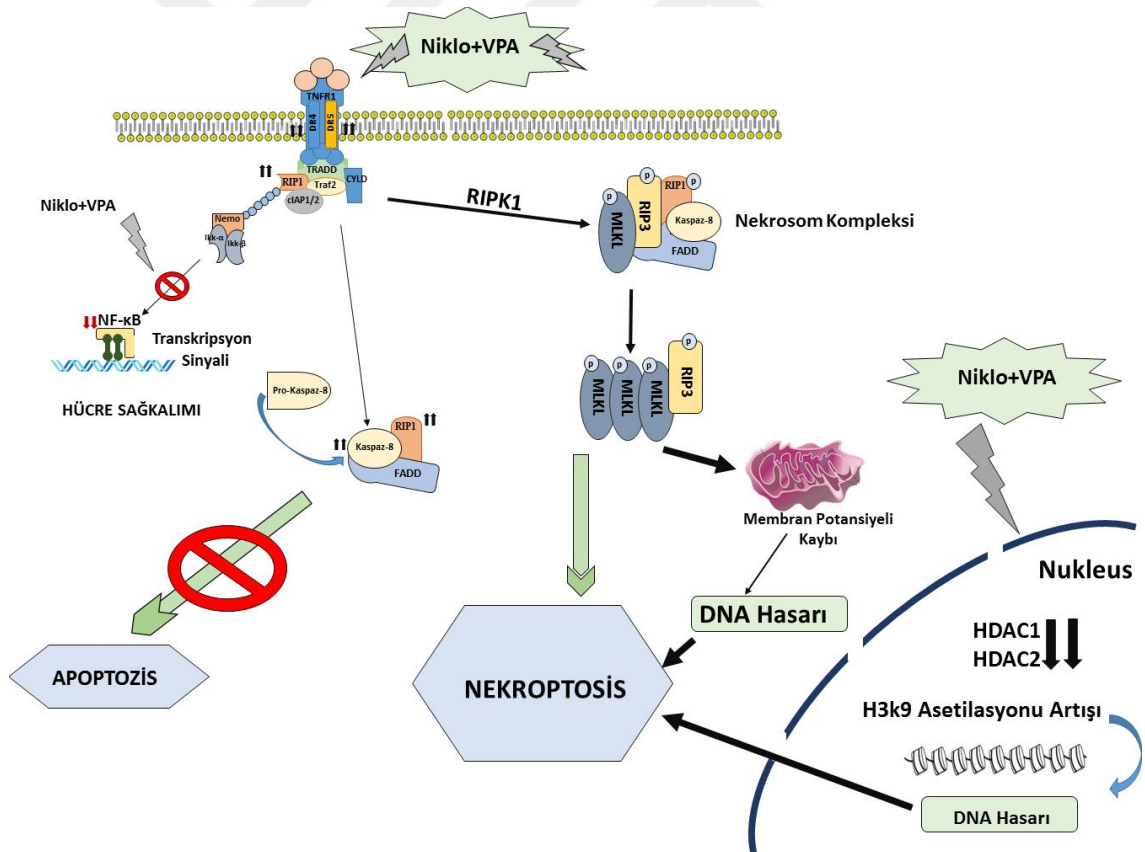 Niklo+VPA
TNFR1
DR4
DR5
TRADD
RIP1
Traf2
CYLD
cIAP1/2
RIPK1
P
P
RIP1
P
RIP3
MLKL
Kaspaz-8
FADD
Nekrosom Kompleksi
Niklo+VPA
Nemo
Ikk-α
Ikk-β
NF-κB
Transkripsyon
Sinyali
HÜCRE SAĞKALIMI
Pro-Kaspaz-8
RIP1
Kaspaz-8
FADD
P
P
P
P
MLKL
MLKL
MLKL
RIP3
Membran Potansiyeli
Kaybı
DNA Hasarı
APOPTOZİS
NEKROPTOSİS
Niklo+VPA
Nukleus
HDAC1
HDAC2
H3k9 Asetilasyonu Artışı
DNA Hasarı